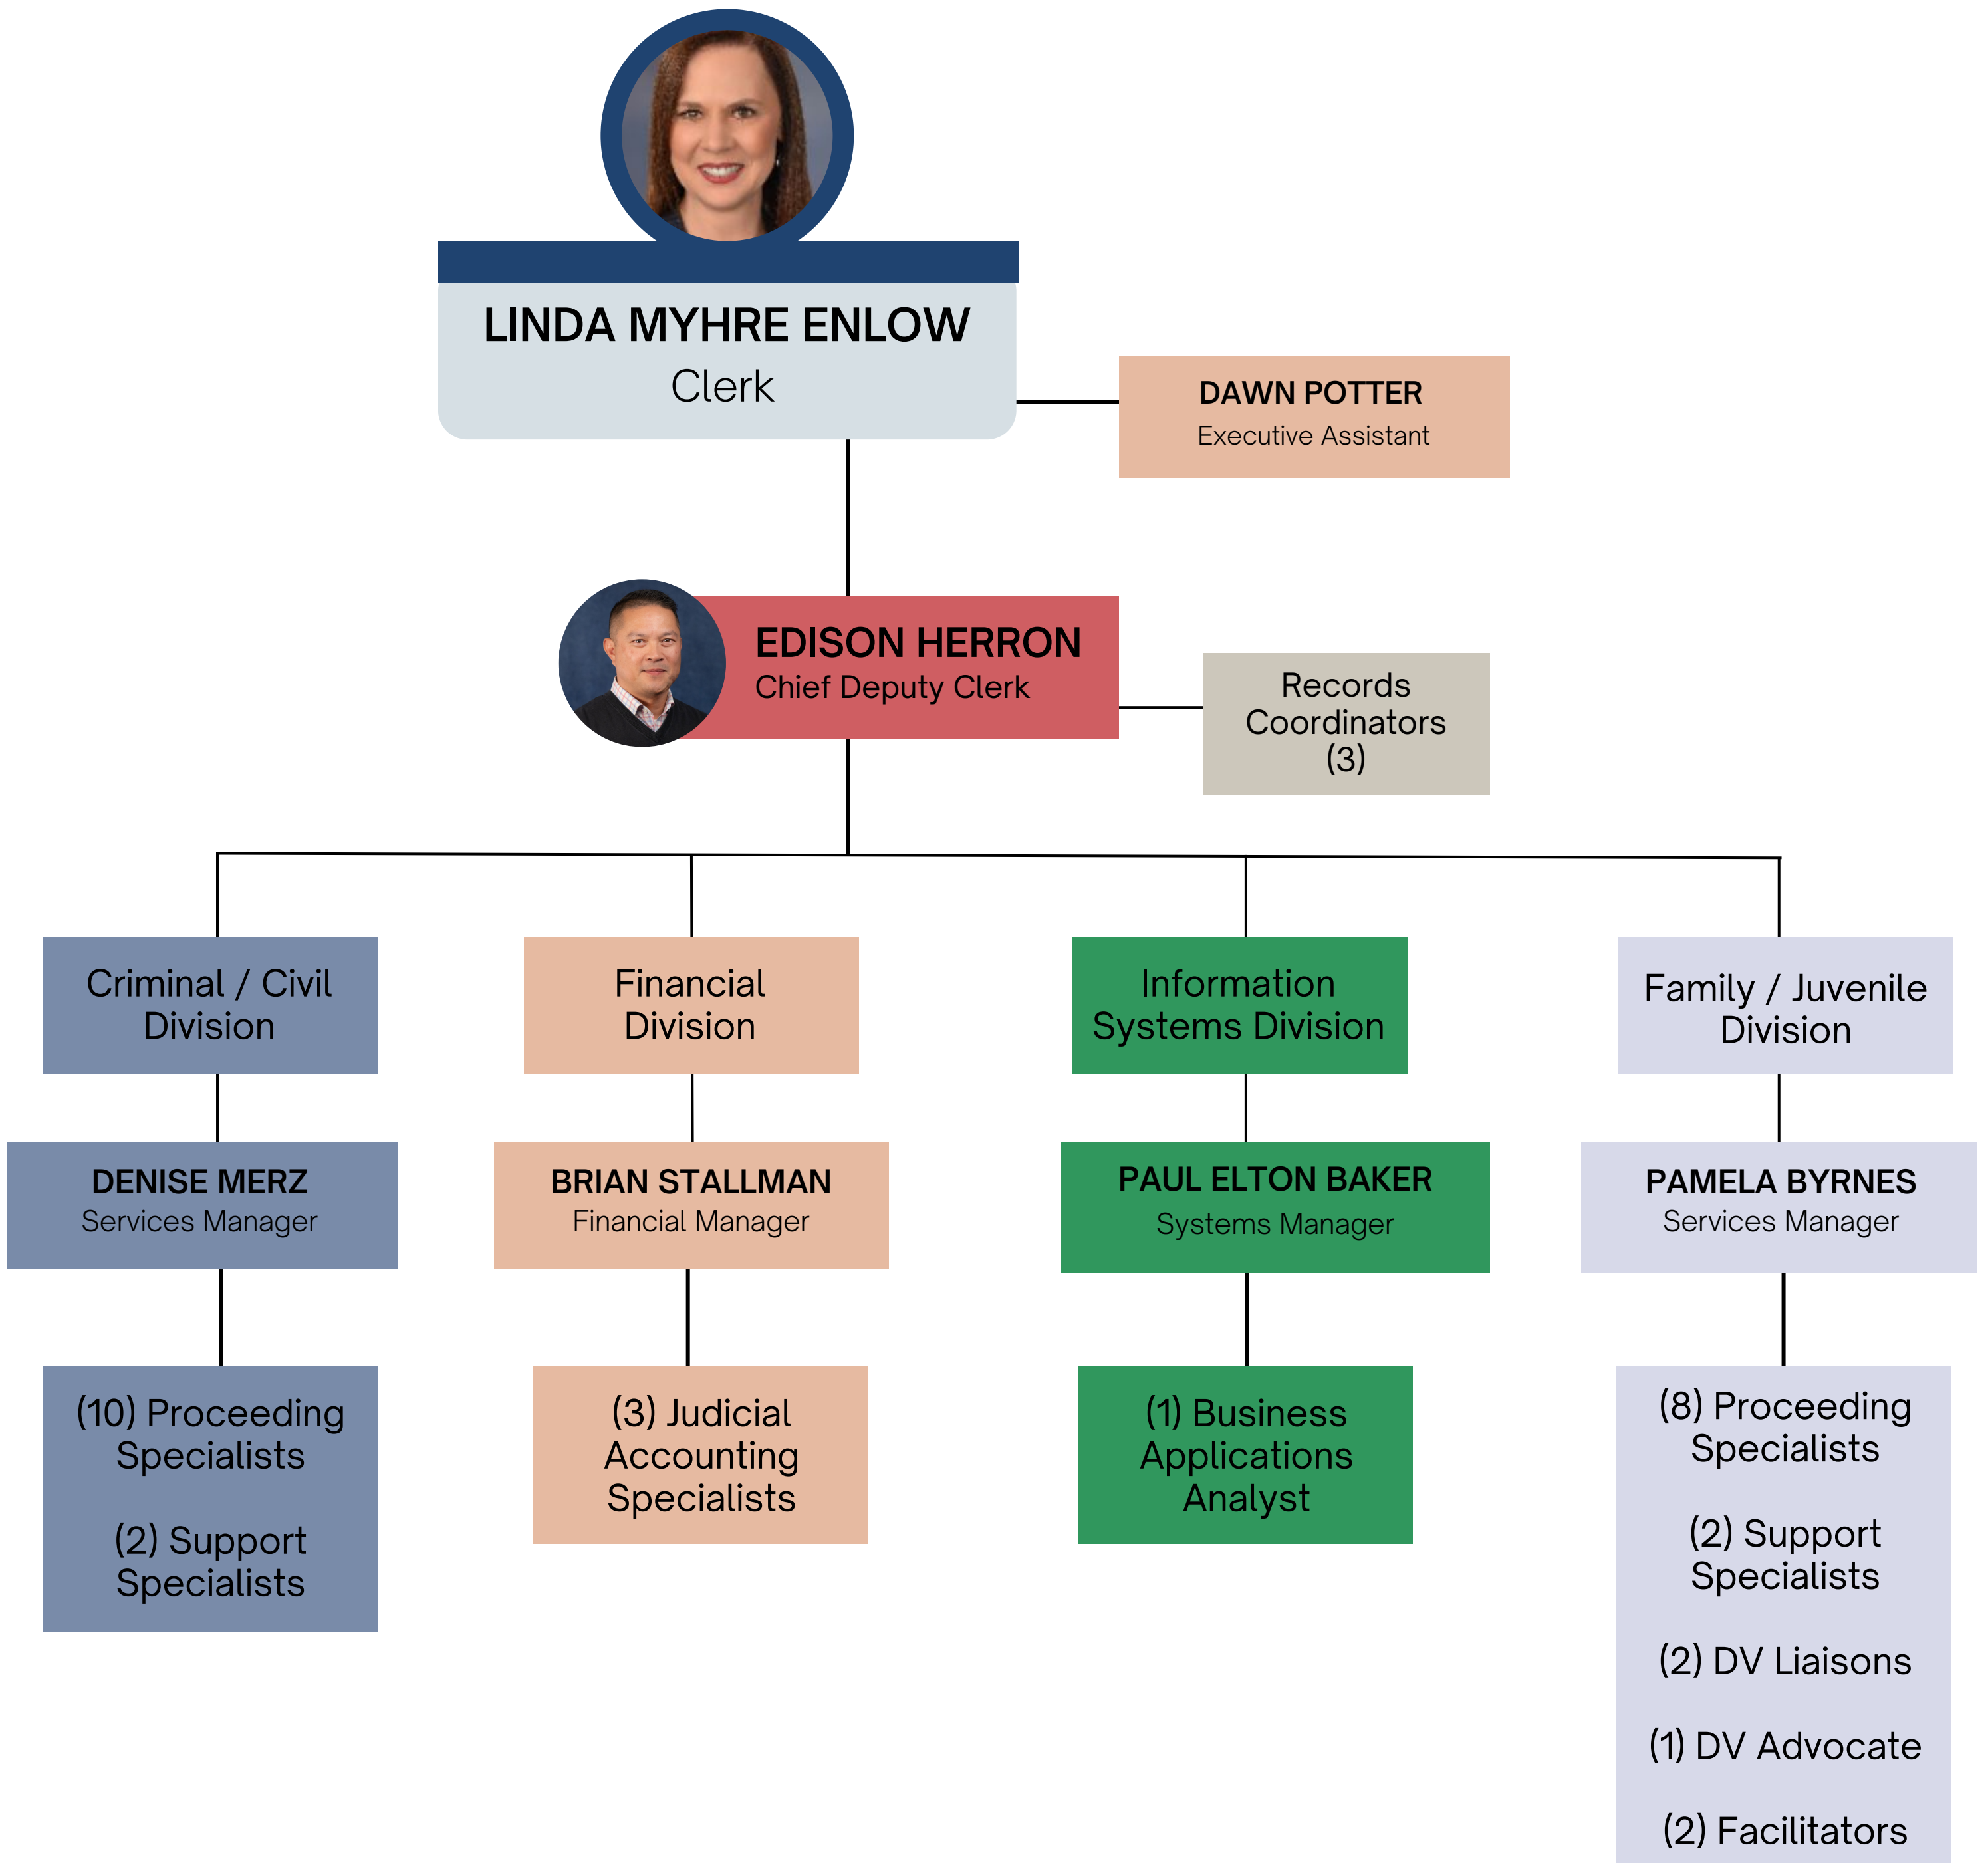 LINDA MYHRE ENLOW
Clerk
DAWN POTTER
Executive Assistant
EDISON HERRON
Chief Deputy Clerk
Records
Coordinators
(3)
Criminal / Civil
Division
Financial
Division
Information
Systems Division
Family / Juvenile
Division
DENISE MERZ
Services Manager
BRIAN STALLMAN
Financial Manager
PAUL ELTON BAKER
Systems Manager
PAMELA BYRNES
Services Manager
(10) Proceeding
Specialists
(2) Support
Specialists
(3) Judicial
Accounting
Specialists
(1) Business
Applications
Analyst
(8) Proceeding
Specialists
(2) Support
Specialists
(2) DV Liaisons
(1) DV Advocate
(2) Facilitators